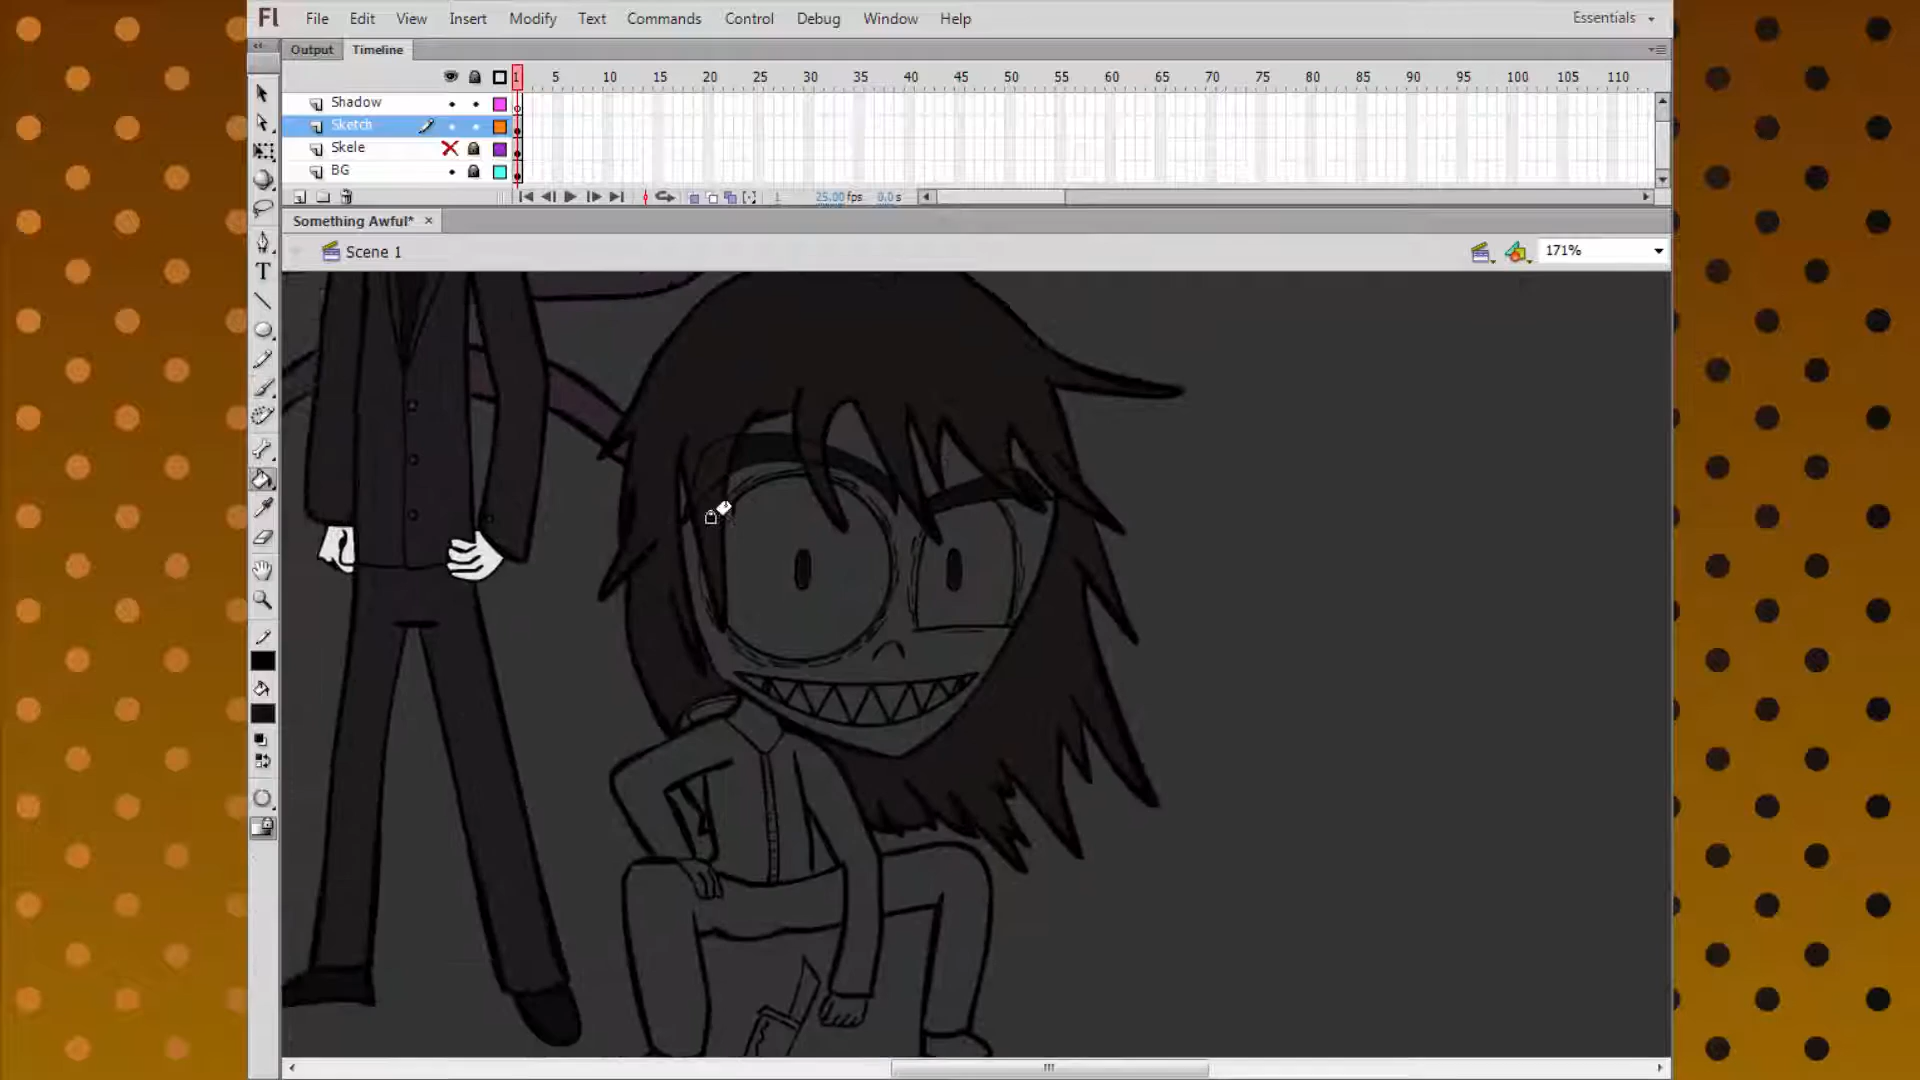 Fl File Edit View Insert Modify Text Commands Control Debug Window Help Essentials
Output Timeline
1 5 10 15 20 25 30 35 40 45 50 55 60 65 70 75 80 85 90 95 100 105 110
Shadow
Sketch
Skele
BG
1 25.00 fps 0.0 s
Something Awful* ×
Scene 1 171%
T